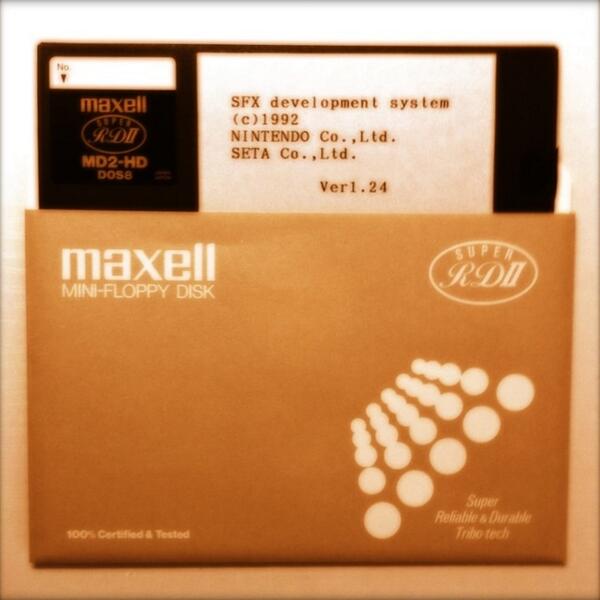 No.
maxell
SUPER
RDII
MD2-HD
DOS8
SFX development system
(c)1992
NINTENDO Co.,Ltd.
SETA Co.,Ltd.
Ver1.24
maxell
MINI-FLOPPY DISK
SUPER
RDII
Super
Reliable & Durable
Tribo-tech
100% Certified & Tested